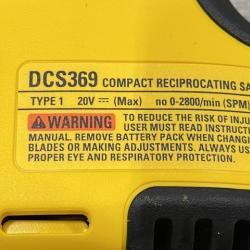 DCS369 COMPACT RECIPROCATING SA
TYPE 1 20V ⎓ (Max) no 0-2800/min (SPM)
WARNING TO REDUCE THE RISK OF INJU
USER MUST READ INSTRUCTI
MANUAL. REMOVE BATTERY PACK WHEN CHANG
BLADES OR MAKING ADJUSTMENTS. ALWAYS US
PROPER EYE AND RESPIRATORY PROTECTION.